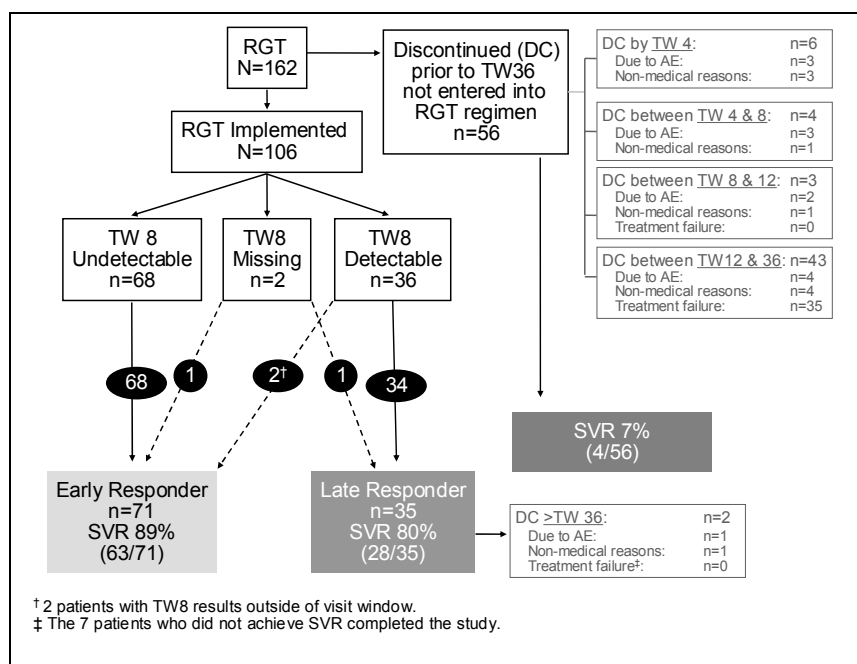 RGT
N=162
Discontinued (DC)
prior to TW36
not entered into
RGT regimen
n=56
DC by TW 4: n=6
Due to AE: n=3
Non-medical reasons: n=3
DC between TW 4 & 8: n=4
Due to AE: n=3
Non-medical reasons: n=1
DC between TW 8 & 12: n=3
Due to AE: n=2
Non-medical reasons: n=1
Treatment failure: n=0
DC between TW12 & 36: n=43
Due to AE: n=4
Non-medical reasons: n=4
Treatment failure: n=35
RGT Implemented
N=106
TW 8
Undetectable
n=68
TW8
Missing
n=2
TW8
Detectable
n=36
68
1
2†
1
34
SVR 7%
(4/56)
Early Responder
n=71
SVR 89%
(63/71)
Late Responder
n=35
SVR 80%
(28/35)
DC >TW 36: n=2
Due to AE: n=1
Non-medical reasons: n=1
Treatment failure‡: n=0
† 2 patients with TW8 results outside of visit window.
‡ The 7 patients who did not achieve SVR completed the study.